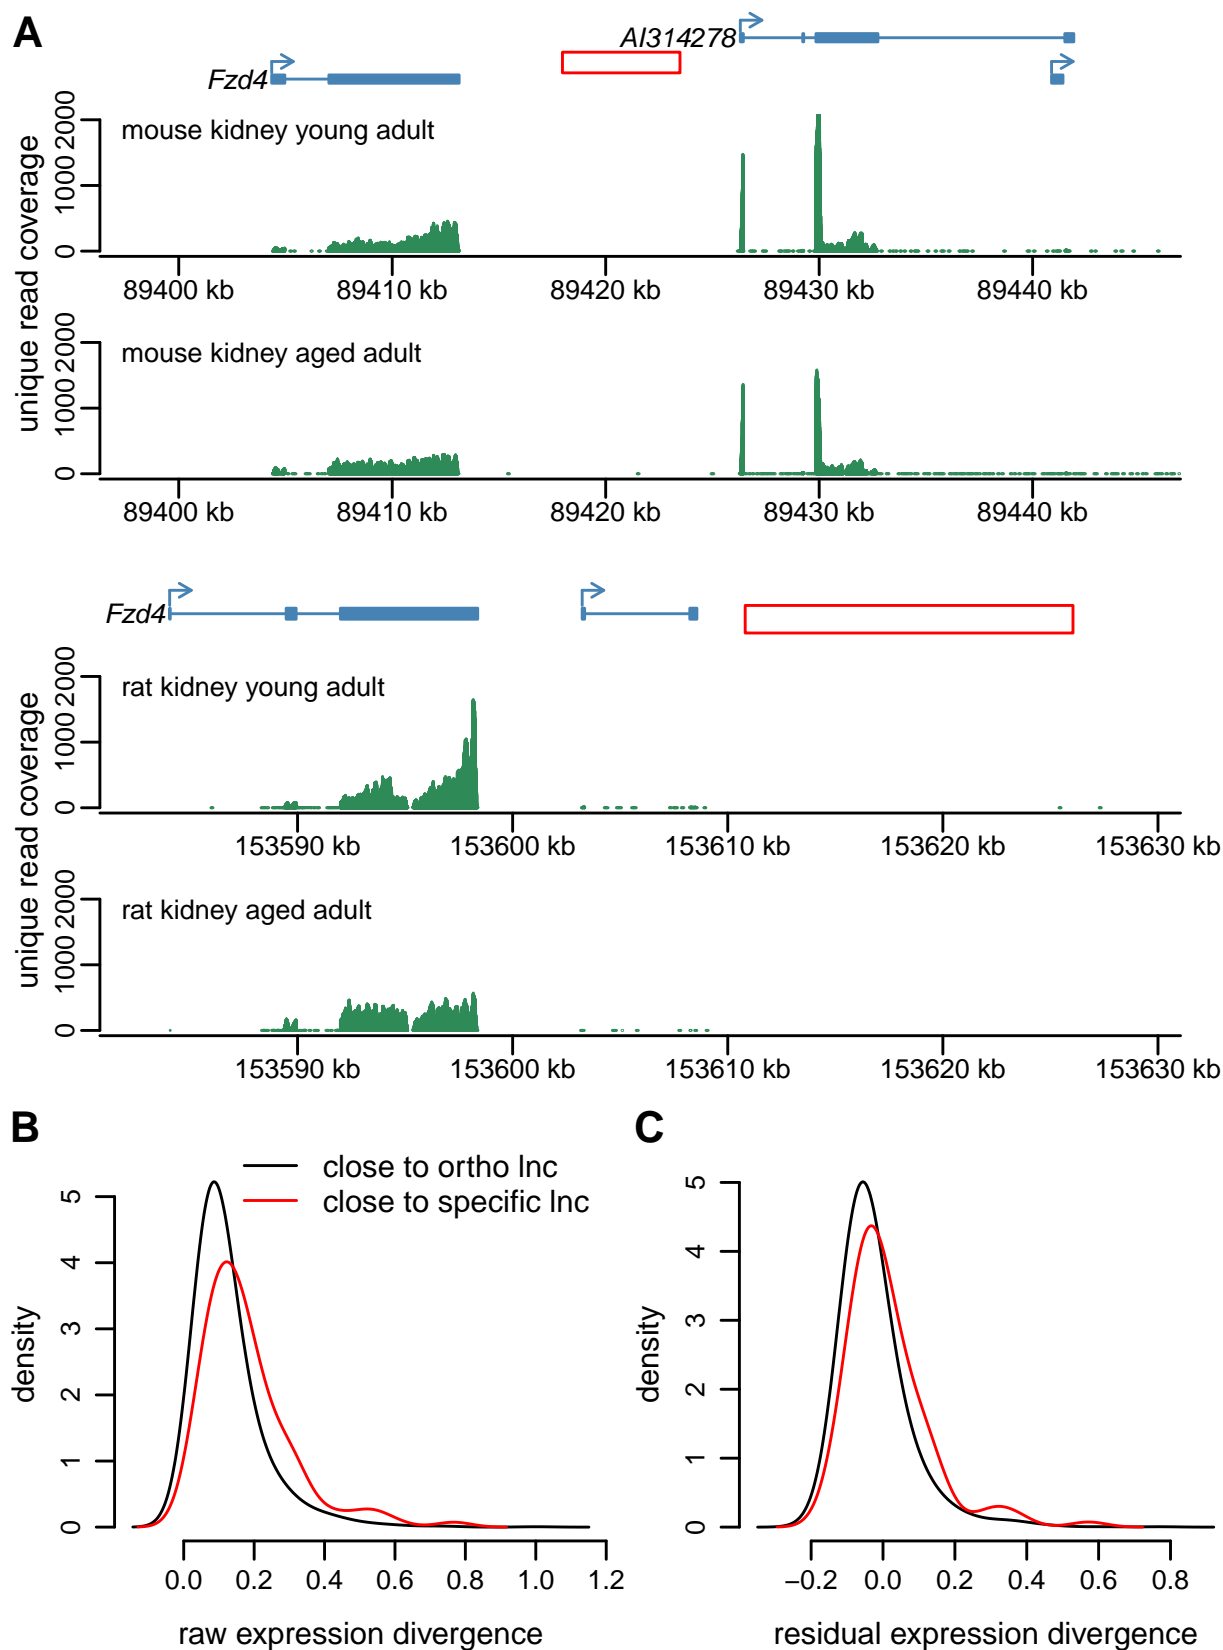 A
AI314278
Fzd4
mouse kidney young adult
unique read coverage
0 1000 2000
89400 kb 89410 kb 89420 kb 89430 kb 89440 kb
mouse kidney aged adult
0 1000 2000
89400 kb 89410 kb 89420 kb 89430 kb 89440 kb
Fzd4
rat kidney young adult
unique read coverage
0 1000 2000
153590 kb 153600 kb 153610 kb 153620 kb 153630 kb
rat kidney aged adult
0 1000 2000
153590 kb 153600 kb 153610 kb 153620 kb 153630 kb
B
close to ortho lnc
close to specific lnc
density
0 1 2 3 4 5
0.0 0.2 0.4 0.6 0.8 1.0 1.2
raw expression divergence
C
density
0 1 2 3 4 5
−0.2 0.0 0.2 0.4 0.6 0.8
residual expression divergence